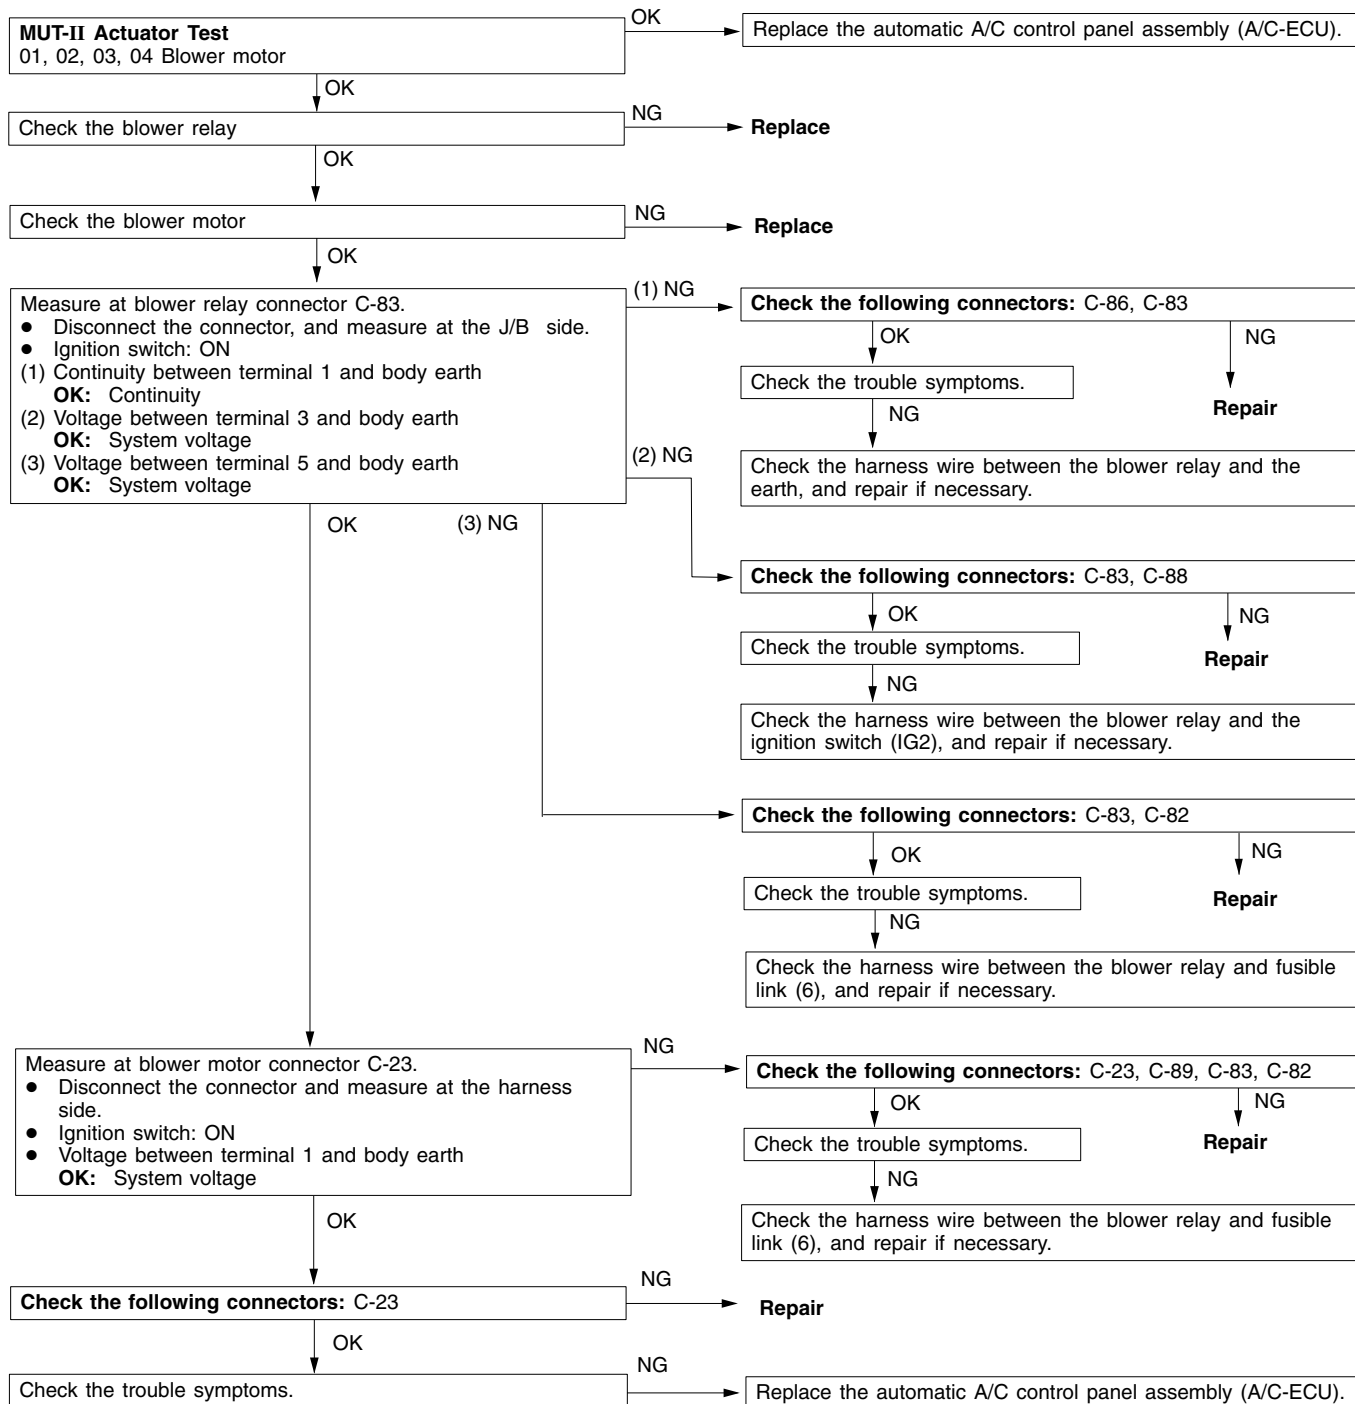 MUT-II Actuator Test
01, 02, 03, 04 Blower motor
OK
Replace the automatic A/C control panel assembly (A/C-ECU).
OK
Check the blower relay
NG
Replace
OK
Check the blower motor
NG
Replace
OK
Measure at blower relay connector C-83.
● Disconnect the connector, and measure at the J/B side.
● Ignition switch: ON
(1) Continuity between terminal 1 and body earth
OK: Continuity
(2) Voltage between terminal 3 and body earth
OK: System voltage
(3) Voltage between terminal 5 and body earth
OK: System voltage
(1) NG
Check the following connectors: C-86, C-83
OK
NG
Check the trouble symptoms.
Repair
NG
Check the harness wire between the blower relay and the
earth, and repair if necessary.
(2) NG
Check the following connectors: C-83, C-88
OK
NG
Check the trouble symptoms.
Repair
NG
Check the harness wire between the blower relay and the
ignition switch (IG2), and repair if necessary.
OK
(3) NG
Check the following connectors: C-83, C-82
OK
NG
Check the trouble symptoms.
Repair
NG
Check the harness wire between the blower relay and fusible
link (6), and repair if necessary.
Measure at blower motor connector C-23.
● Disconnect the connector and measure at the harness
side.
● Ignition switch: ON
● Voltage between terminal 1 and body earth
OK: System voltage
NG
Check the following connectors: C-23, C-89, C-83, C-82
OK
NG
Check the trouble symptoms.
Repair
NG
Check the harness wire between the blower relay and fusible
link (6), and repair if necessary.
OK
Check the following connectors: C-23
NG
Repair
OK
Check the trouble symptoms.
NG
Replace the automatic A/C control panel assembly (A/C-ECU).